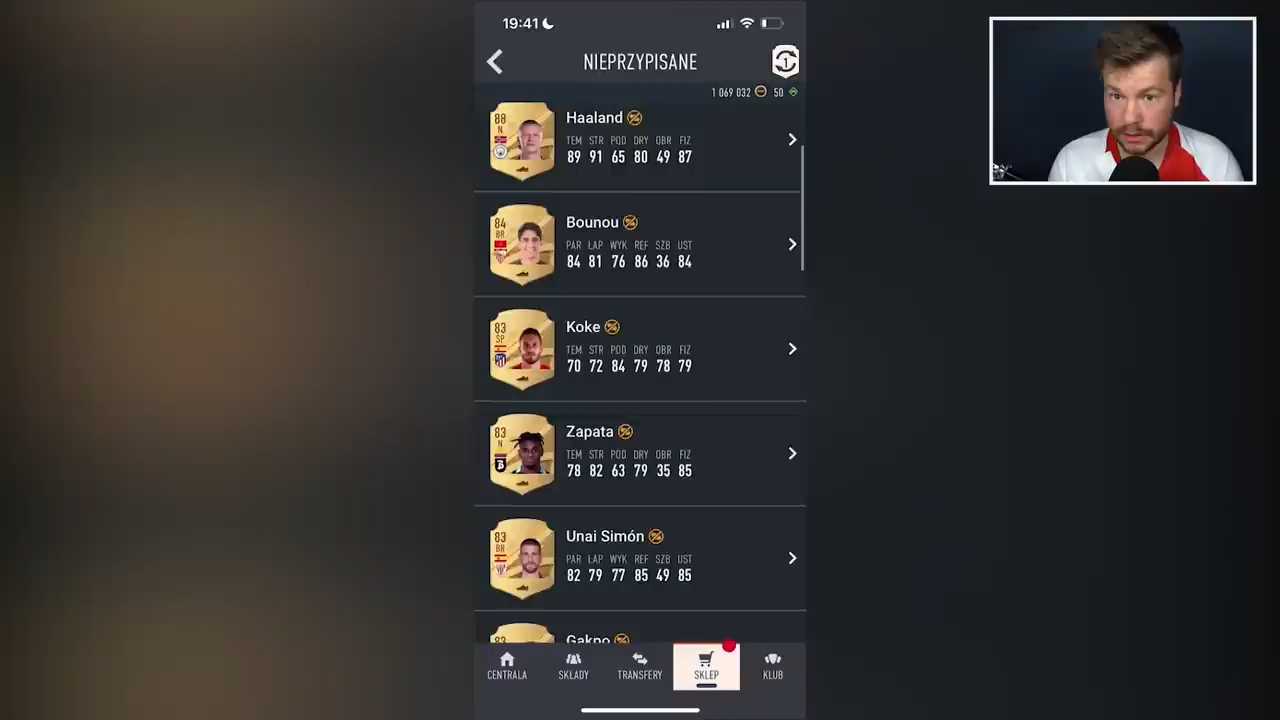 19:41
NIEPRZYPISANE
1
1 069 032 50
88 Haaland
N
TEM STR POD DRY OBR FIZ
89 91 65 80 49 87
84 Bounou
BR
PAR ŁAP WYK REF SZB UST
84 81 76 86 36 84
83 Koke
SP
TEM STR POD DRY OBR FIZ
70 72 84 79 78 79
83 Zapata
N
TEM STR POD DRY OBR FIZ
78 82 63 79 35 85
83 Unai Simón
BR
PAR ŁAP WYK REF SZB UST
82 79 77 85 49 85
83 Gakpo
CENTRALA SKŁADY TRANSFERY SKLEP KLUB